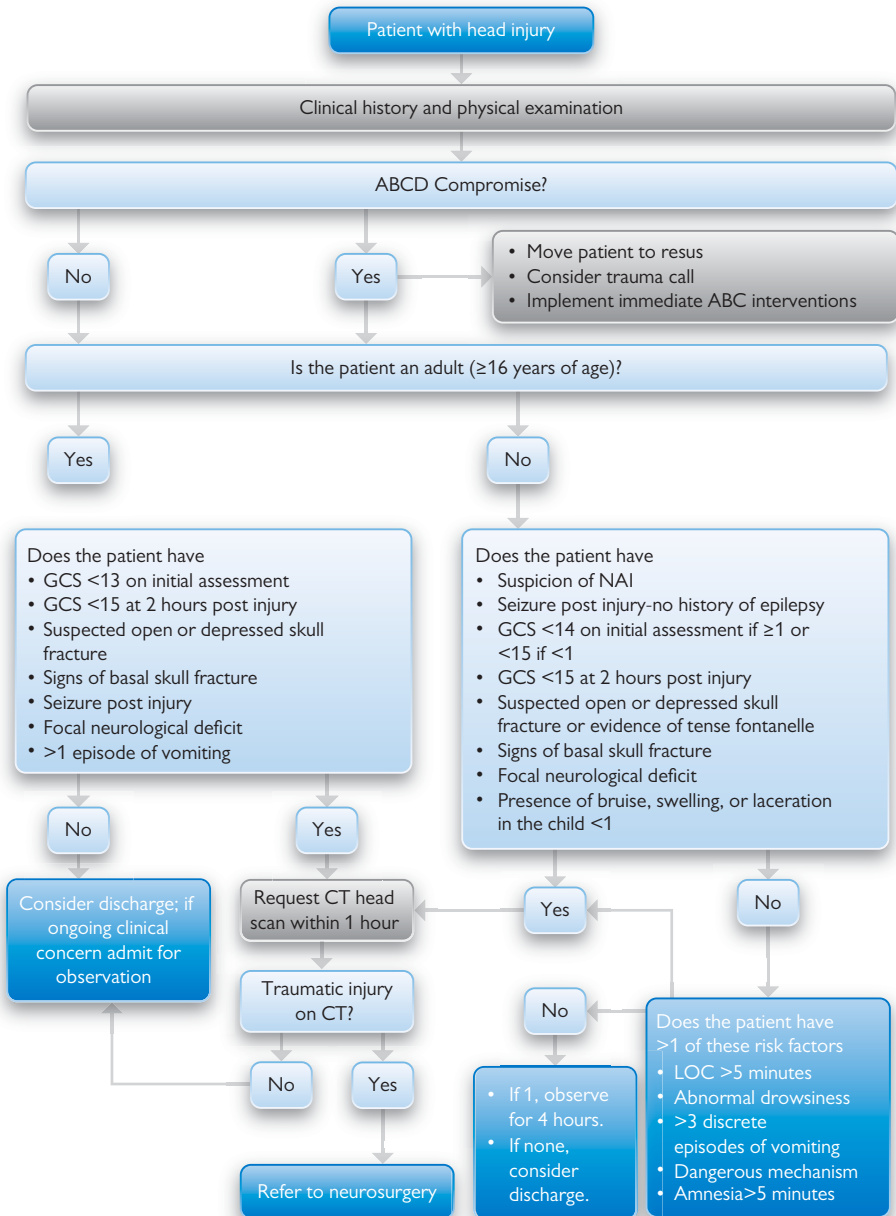 Patient with head injury
Clinical history and physical examination
ABCD Compromise?
No
Yes
• Move patient to resus
• Consider trauma call
• Implement immediate ABC interventions
Is the patient an adult (≥16 years of age)?
Yes
No
Does the patient have
• GCS <13 on initial assessment
• GCS <15 at 2 hours post injury
• Suspected open or depressed skull
fracture
• Signs of basal skull fracture
• Seizure post injury
• Focal neurological deficit
• >1 episode of vomiting
Does the patient have
• Suspicion of NAI
• Seizure post injury-no history of epilepsy
• GCS <14 on initial assessment if ≥1 or
<15 if <1
• GCS <15 at 2 hours post injury
• Suspected open or depressed skull
fracture or evidence of tense fontanelle
• Signs of basal skull fracture
• Focal neurological deficit
• Presence of bruise, swelling, or laceration
in the child <1
No
Yes
Consider discharge; if
ongoing clinical
concern admit for
observation
Request CT head
scan within 1 hour
Yes
No
Traumatic injury
on CT?
No
Yes
Refer to neurosurgery
No
• If 1, observe
for 4 hours.
• If none,
consider
discharge.
Does the patient have
>1 of these risk factors
• LOC >5 minutes
• Abnormal drowsiness
• >3 discrete
episodes of vomiting
• Dangerous mechanism
• Amnesia>5 minutes